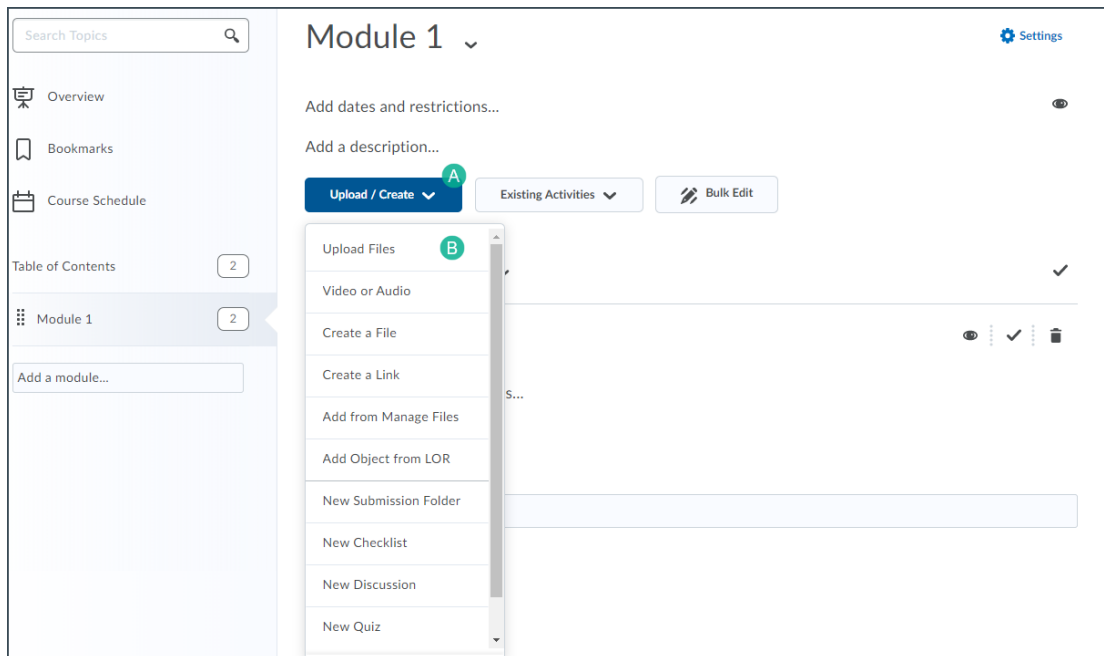 Search Topics
Overview
Bookmarks
Course Schedule
Table of Contents 2
Module 1 2
Add a module...
Module 1
Settings
Add dates and restrictions...
Add a description...
A
Upload / Create
Existing Activities
Bulk Edit
Upload Files B
Video or Audio
Create a File
Create a Link
s...
Add from Manage Files
Add Object from LOR
New Submission Folder
New Checklist
New Discussion
New Quiz